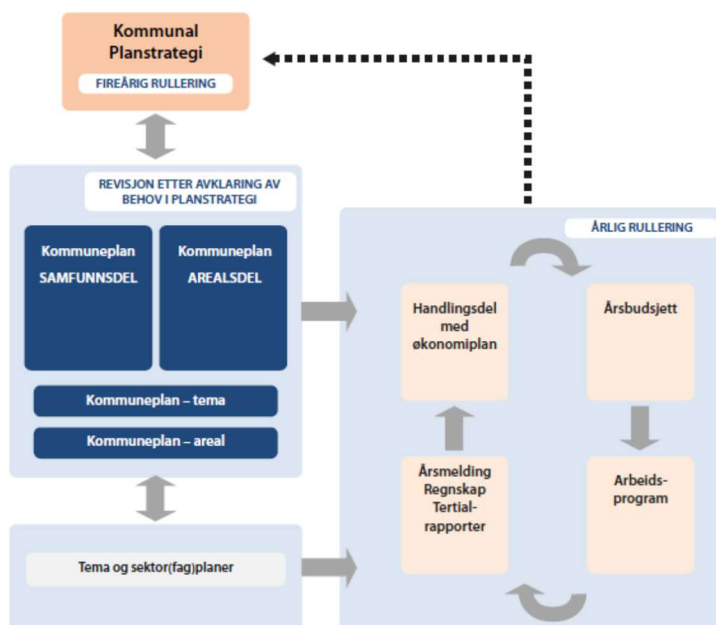 Kommunal
Planstrategi
FIREÅRIG RULLERING
REVISJON ETTER AVKLARING AV
BEHOV I PLANSTRATEGI
Kommuneplan
SAMFUNNSDEL
Kommuneplan
AREALSDEL
Kommuneplan – tema
Kommuneplan – areal
Tema og sektor(fag)planer
ÅRLIG RULLERING
Handlingsdel
med
økonomiplan
Årsbudsjett
Årsmelding
Regnskap
Tertial-
rapporter
Arbeids-
program